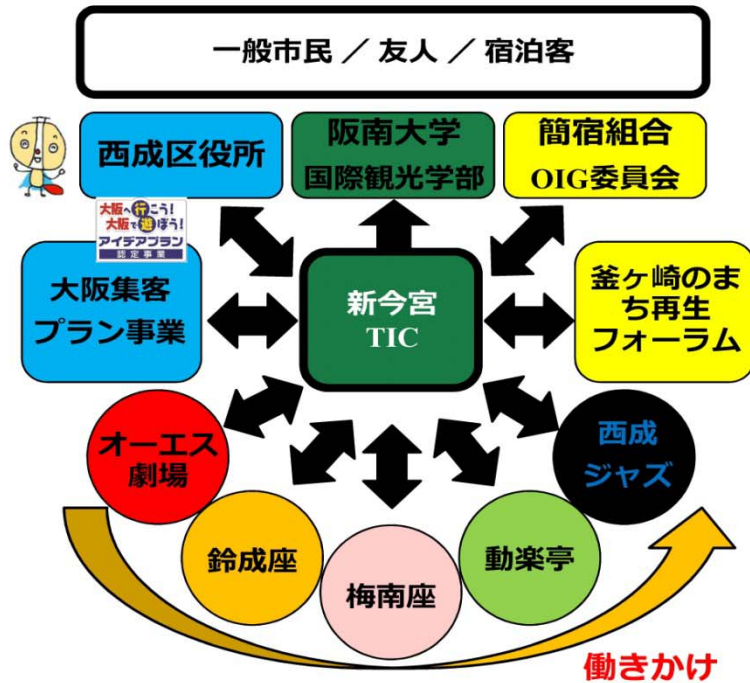 一般市民 ／ 友人 ／ 宿泊客
西成区役所
阪南大学
国際観光学部
簡宿組合
OIG委員会
大阪へ行こう!
大阪で遊ぼう!
アイデアプラン
認定事業
大阪集客
プラン事業
新今宮
TIC
釜ヶ崎のま
ち再生
フォーラム
オーエス
劇場
西成
ジャズ
鈴成座
動楽亭
梅南座
働きかけ